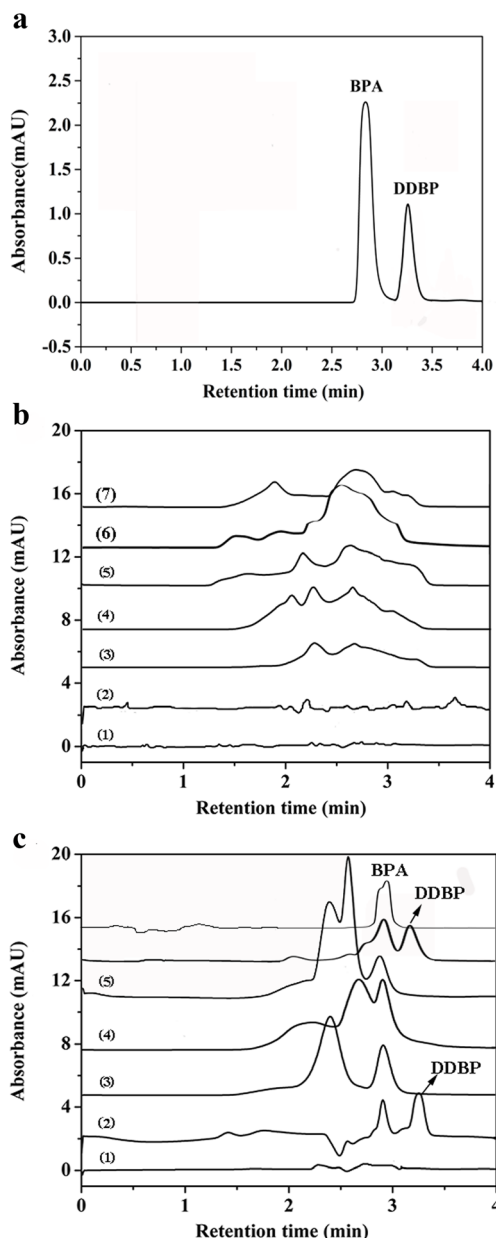 a
3.0
2.5
2.0
1.5
1.0
0.5
0.0
-0.5
Absorbance(mAU)
BPA
DDBP
0.0 0.5 1.0 1.5 2.0 2.5 3.0 3.5 4.0
Retention time (min)
b
20
16
12
8
4
0
Absorbance (mAU)
(7)
(6)
(5)
(4)
(3)
(2)
(1)
0 1 2 3 4
Retention time (min)
c
20
16
12
8
4
0
Absorbance (mAU)
BPA
DDBP
(5)
(4)
(3)
(2)
DDBP
(1)
0 1 2 3 4
Retention time (min)